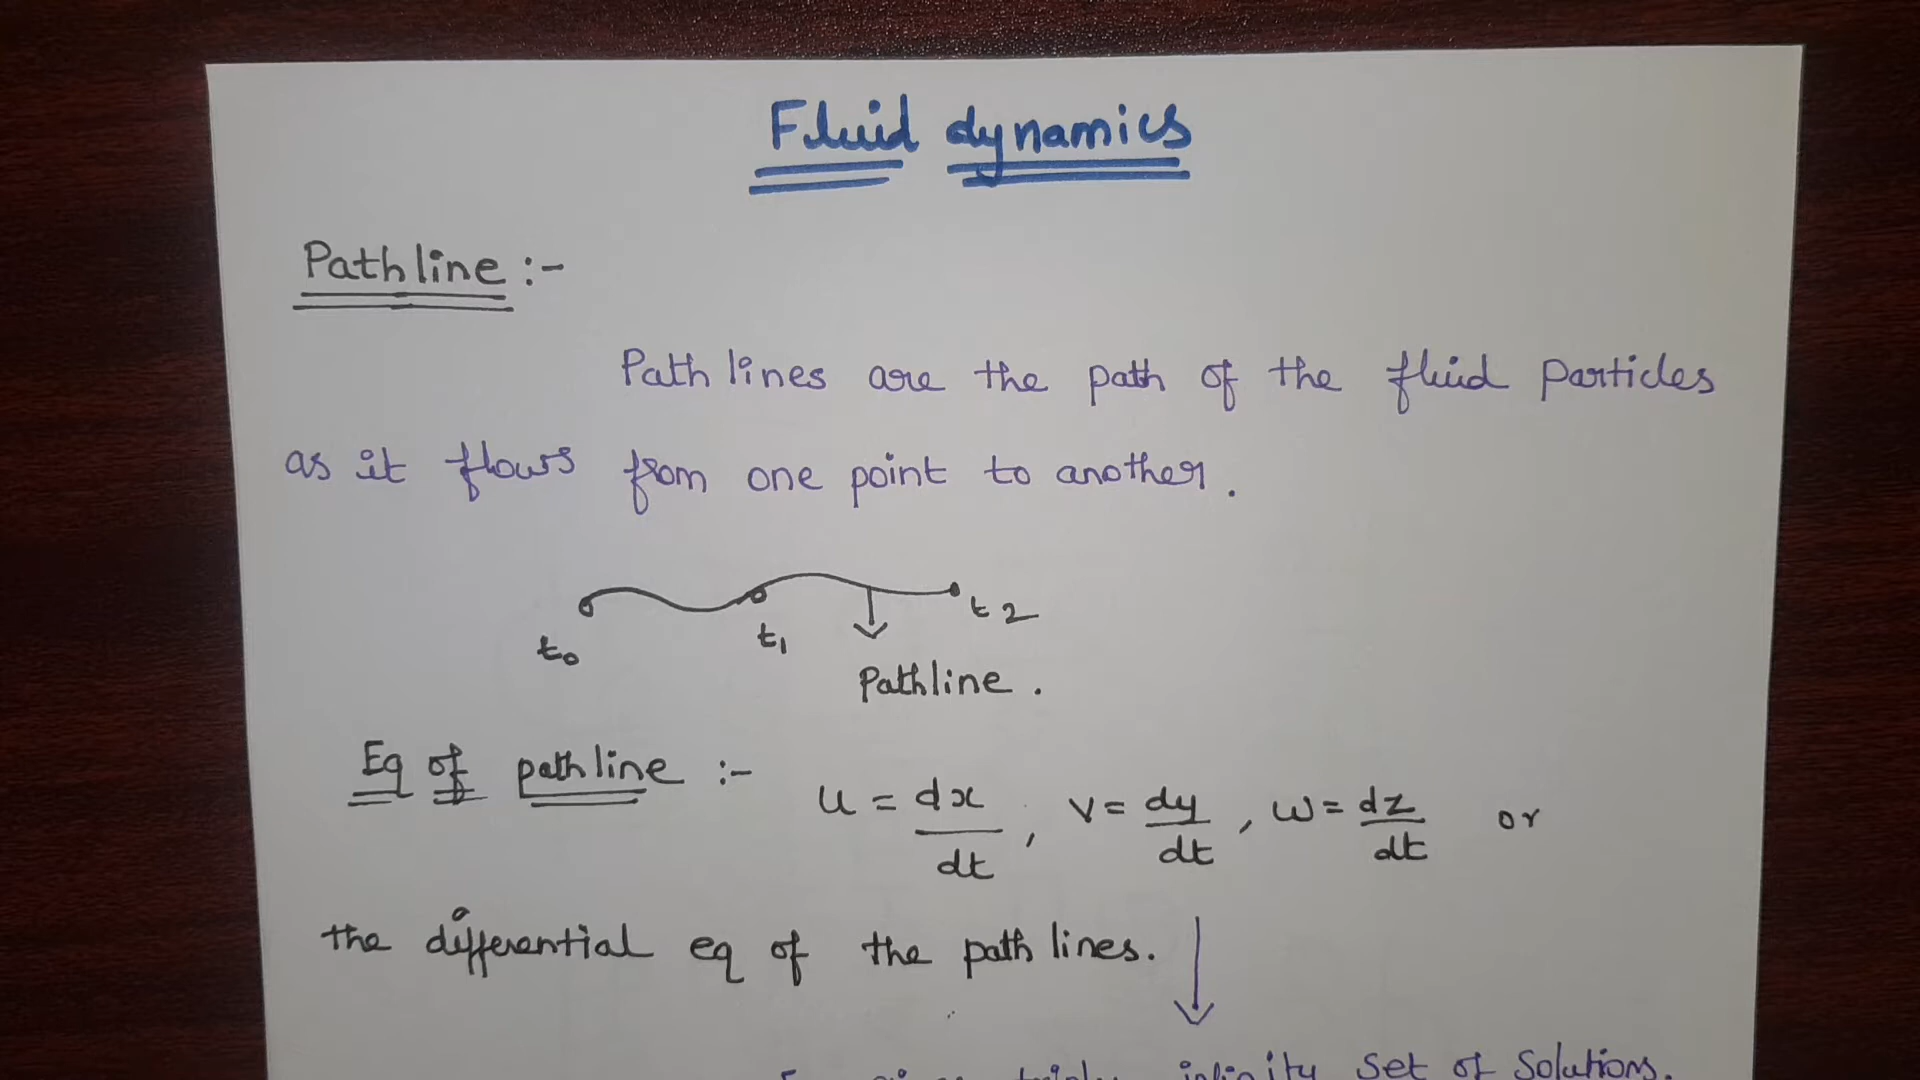 Fluid dynamics
Pathline :-
Path lines are the path of the fluid particles
as it flows from one point to another.
t₀ t₁ t₂
Pathline.
Eq of pathline :- u = dx/dt, v = dy/dt, w = dz/dt or
the differential eq of the path lines.
infinity set of solutions.